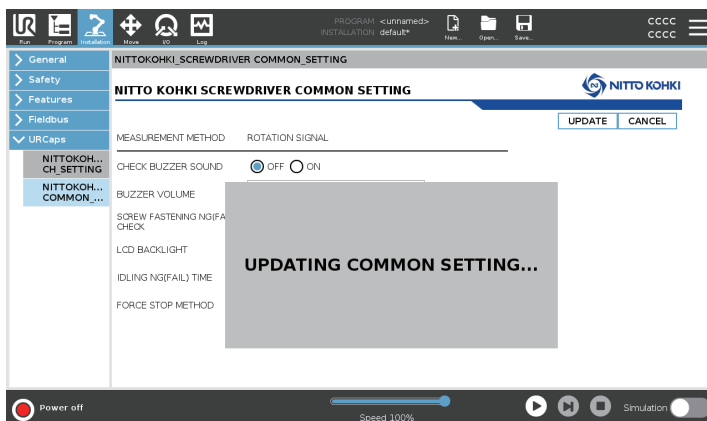 PROGRAM <unnamed>
INSTALLATION default*
CCCC
CCCC
Run Program Installation Move I/O Log New... Open... Save...
General
Safety
Features
Fieldbus
URCaps
NITTOKOH...
CH_SETTING
NITTOKOH...
COMMON_...
NITTOKOHKI_SCREWDRIVER COMMON_SETTING
NITTO KOHKI SCREWDRIVER COMMON SETTING
NITTO KOHKI
UPDATE CANCEL
MEASUREMENT METHOD ROTATION SIGNAL
CHECK BUZZER SOUND OFF ON
BUZZER VOLUME
SCREW FASTENING NG(FA
CHECK
LCD BACKLIGHT
IDLING NG(FAIL) TIME
FORCE STOP METHOD
UPDATING COMMON SETTING...
Power off
Speed 100%
Simulation